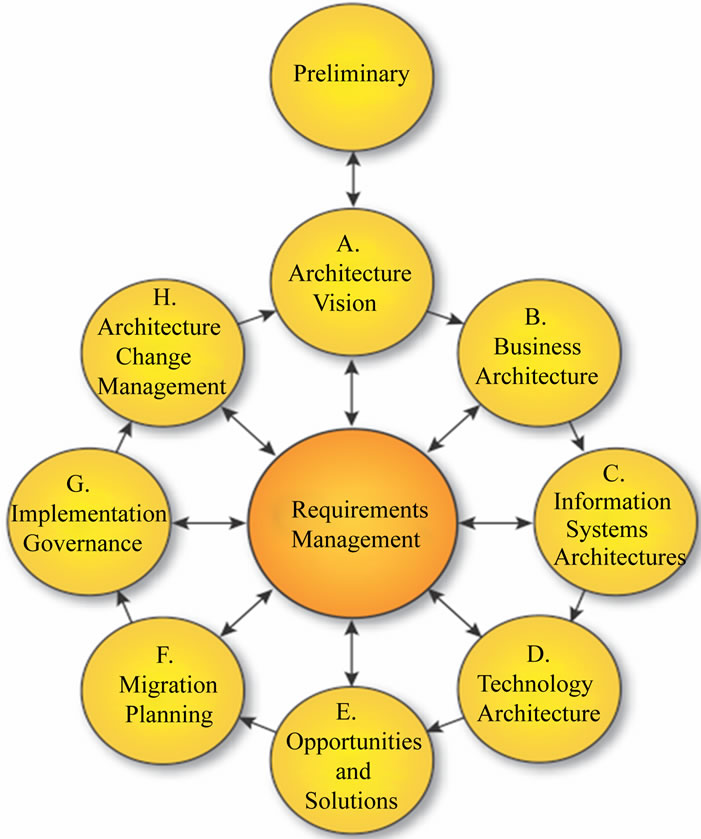 Preliminary
A.
Architecture
Vision
B.
Business
Architecture
C.
Information
Systems
Architectures
D.
Technology
Architecture
E.
Opportunities
and
Solutions
F.
Migration
Planning
G.
Implementation
Governance
H.
Architecture
Change
Management
Requirements
Management